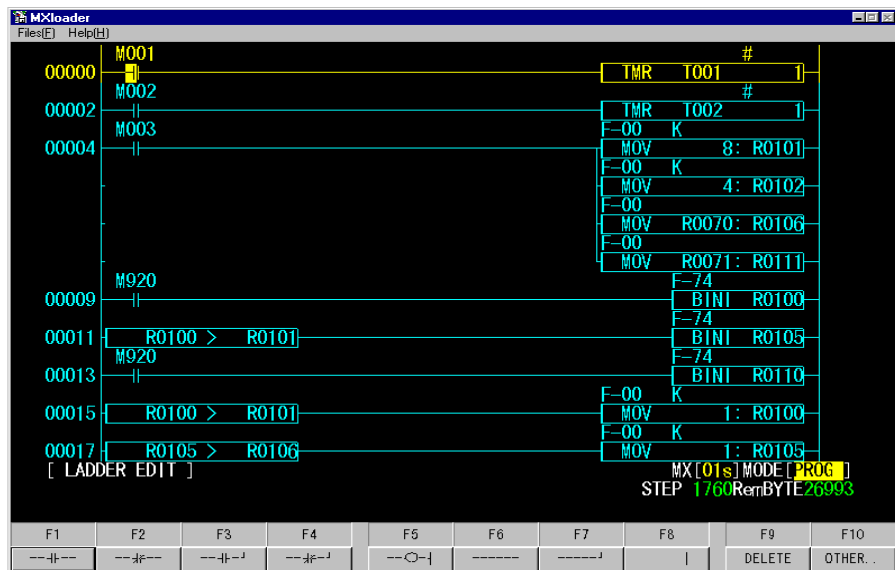 MXloader
Files(F) Help(H)
M001 #
00000 TMR T001 1
M002 #
00002 TMR T002 1
M003 F-00 K
00004 MOV 8: R0101
F-00 K
MOV 4: R0102
F-00
MOV R0070: R0106
F-00
MOV R0071: R0111
M920 F-74
00009 BINI R0100
F-74
00011 R0100 > R0101 BINI R0105
M920 F-74
00013 BINI R0110
F-00 K
00015 R0100 > R0101 MOV 1: R0100
F-00 K
00017 R0105 > R0106 MOV 1: R0105
[ LADDER EDIT ] MX[01s]MODE[PROG ]
STEP 1760RemBYTE26993
F1 F2 F3 F4 F5 F6 F7 F8 F9 F10
DELETE OTHER..